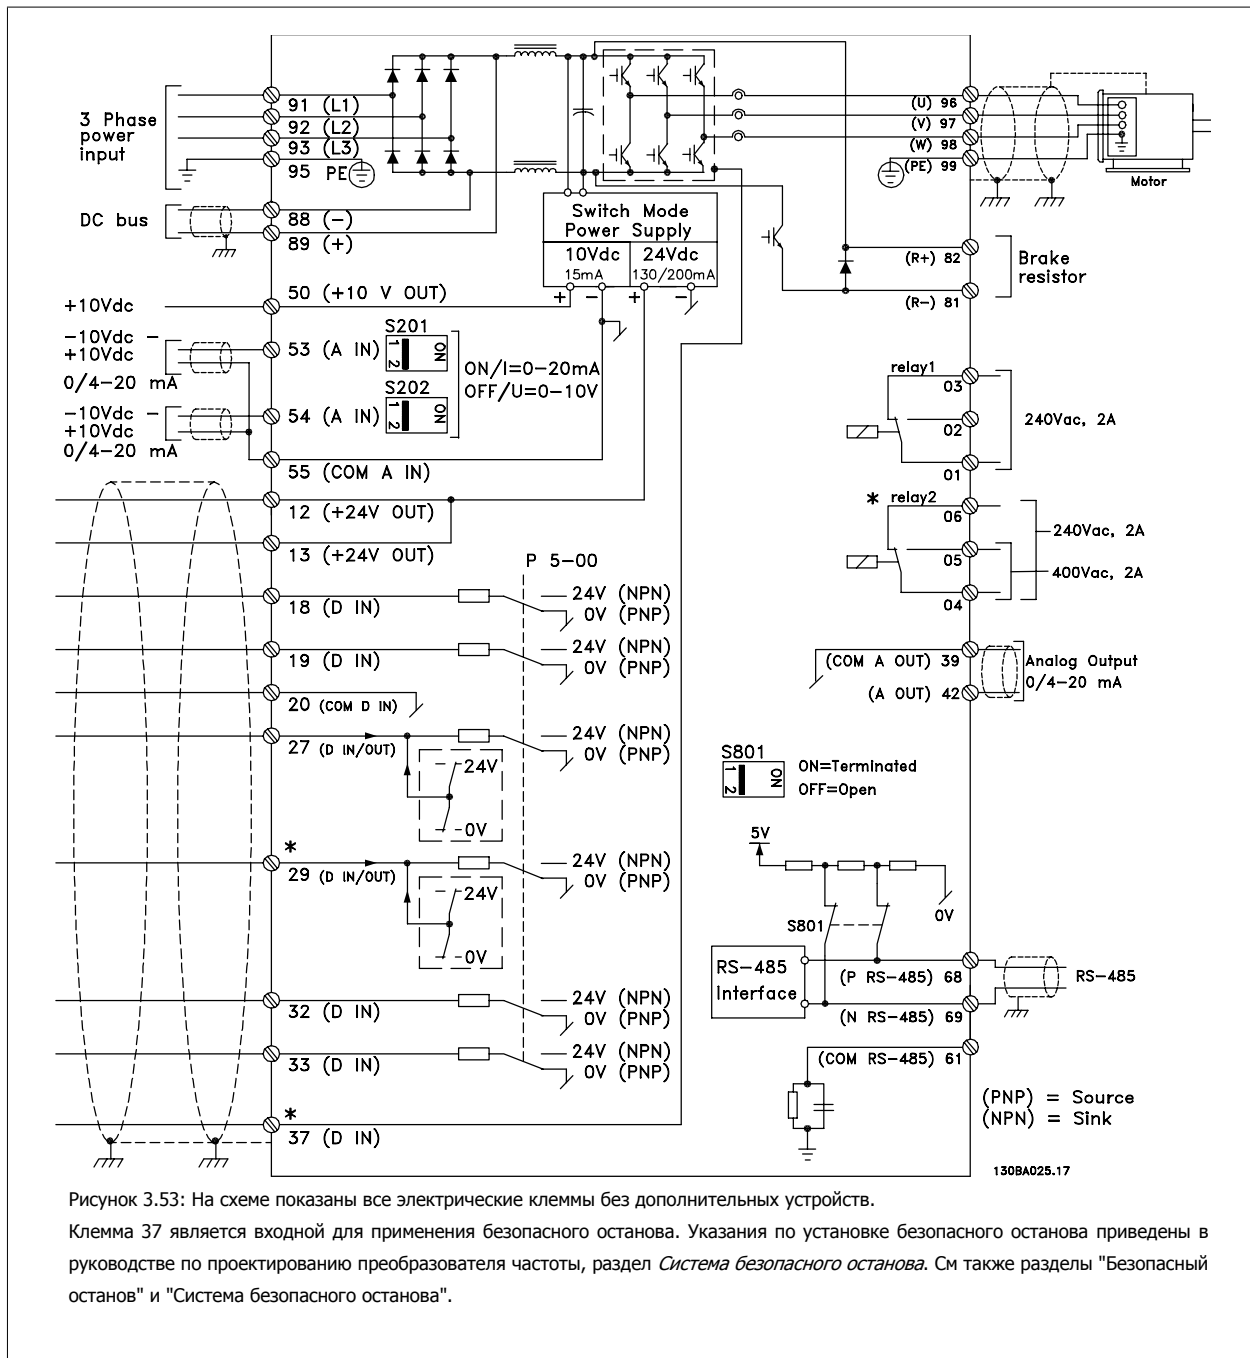 3 Phase
power
input
91 (L1)
92 (L2)
93 (L3)
95 PE
DC bus
88 (−)
89 (+)
Switch Mode
Power Supply
10Vdc
15mA
24Vdc
130/200mA
+ − + −
(U) 96
(V) 97
(W) 98
(PE) 99
Motor
(R+) 82
(R−) 81
Brake
resistor
+10Vdc
50 (+10 V OUT)
−10Vdc −
+10Vdc
0/4−20 mA
53 (A IN)
S201
1 2
ON
−10Vdc −
+10Vdc
0/4−20 mA
54 (A IN)
S202
1 2
ON
ON/I=0−20mA
OFF/U=0−10V
55 (COM A IN)
12 (+24V OUT)
13 (+24V OUT)
P 5−00
18 (D IN)
24V (NPN)
0V (PNP)
19 (D IN)
24V (NPN)
0V (PNP)
20 (COM D IN)
27 (D IN/OUT)
24V (NPN)
0V (PNP)
24V
0V
*
29 (D IN/OUT)
24V (NPN)
0V (PNP)
24V
0V
32 (D IN)
24V (NPN)
0V (PNP)
33 (D IN)
24V (NPN)
0V (PNP)
*
37 (D IN)
relay1
03
02
01
240Vac, 2A
* relay2
06
05
04
240Vac, 2A
400Vac, 2A
(COM A OUT) 39
(A OUT) 42
Analog Output
0/4−20 mA
S801
1 2
ON
ON=Terminated
OFF=Open
5V
S801
0V
RS−485
Interface
(P RS−485) 68
(N RS−485) 69
RS−485
(COM RS−485) 61
(PNP) = Source
(NPN) = Sink
130BA025.17
Рисунок 3.53: На схеме показаны все электрические клеммы без дополнительных устройств.
Клемма 37 является входной для применения безопасного останова. Указания по установке безопасного останова приведены в
руководстве по проектированию преобразователя частоты, раздел Система безопасного останова. См также разделы "Безопасный
останов" и "Система безопасного останова".